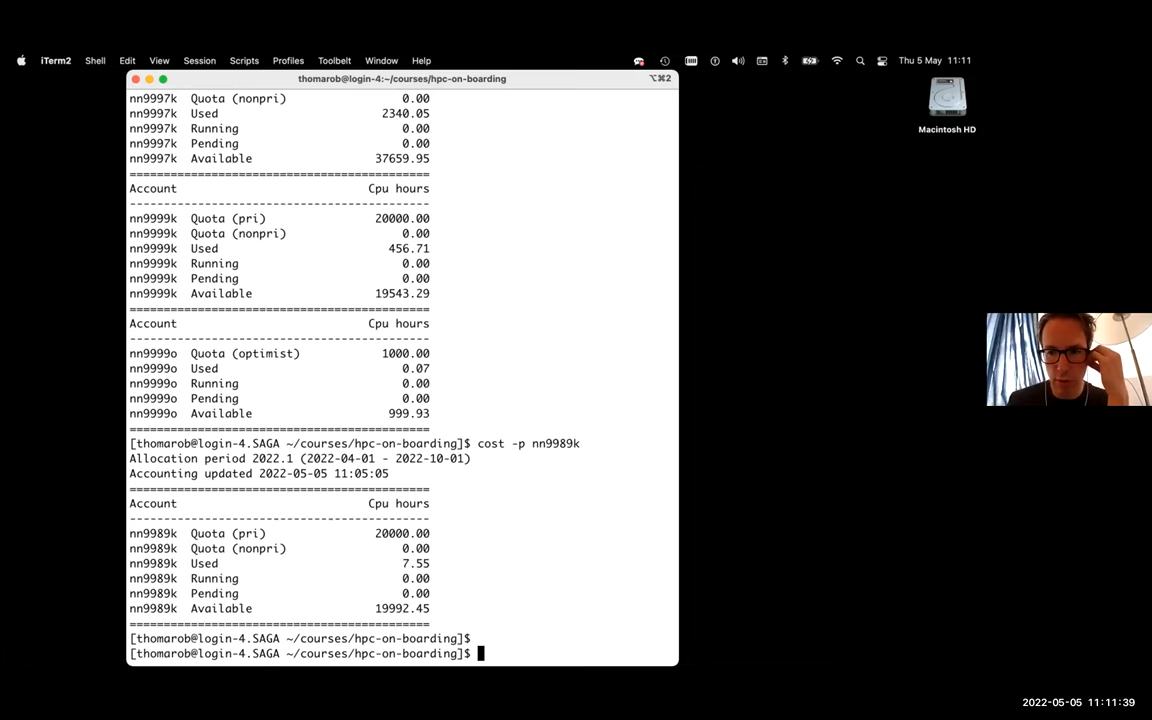 iTerm2 Shell Edit View Session Scripts Profiles Toolbelt Window Help Thu 5 May 11:11
thomarob@login-4:~/courses/hpc-on-boarding ⌥⌘2
Macintosh HD
nn9997k Quota (nonpri) 0.00
nn9997k Used 2340.05
nn9997k Running 0.00
nn9997k Pending 0.00
nn9997k Available 37659.95
============================================
Account Cpu hours
--------------------------------------------
nn9999k Quota (pri) 20000.00
nn9999k Quota (nonpri) 0.00
nn9999k Used 456.71
nn9999k Running 0.00
nn9999k Pending 0.00
nn9999k Available 19543.29
============================================
Account Cpu hours
--------------------------------------------
nn9999o Quota (optimist) 1000.00
nn9999o Used 0.07
nn9999o Running 0.00
nn9999o Pending 0.00
nn9999o Available 999.93
============================================
[thomarob@login-4.SAGA ~/courses/hpc-on-boarding]$ cost -p nn9989k
Allocation period 2022.1 (2022-04-01 - 2022-10-01)
Accounting updated 2022-05-05 11:05:05
============================================
Account Cpu hours
--------------------------------------------
nn9989k Quota (pri) 20000.00
nn9989k Quota (nonpri) 0.00
nn9989k Used 7.55
nn9989k Running 0.00
nn9989k Pending 0.00
nn9989k Available 19992.45
============================================
[thomarob@login-4.SAGA ~/courses/hpc-on-boarding]$
[thomarob@login-4.SAGA ~/courses/hpc-on-boarding]$
2022-05-05 11:11:39